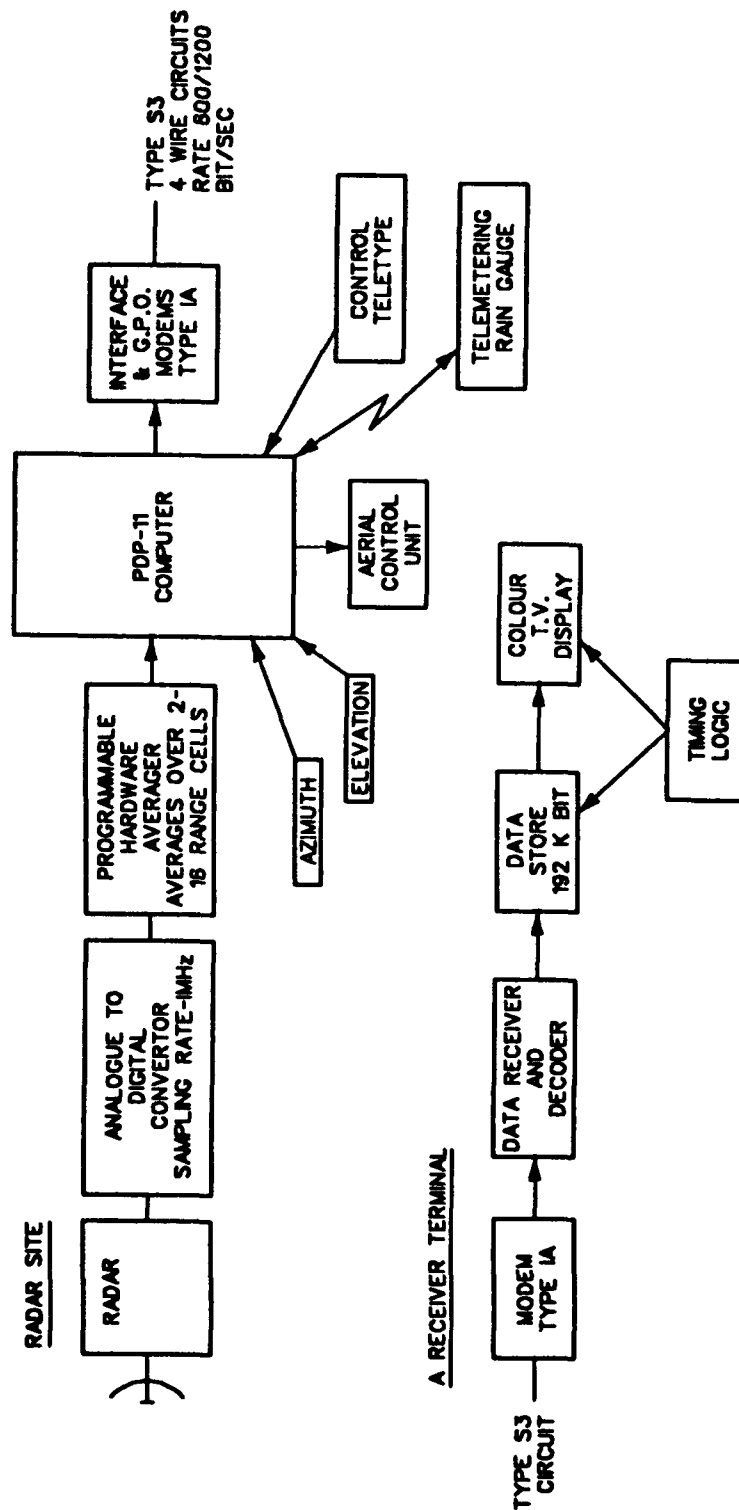 RADAR SITE
RADAR
ANALOGUE TO
DIGITAL
CONVERTOR
SAMPLING RATE-1MHz
PROGRAMMABLE
HARDWARE
AVERAGER
AVERAGES OVER 2-
16 RANGE CELLS
PDP-11
COMPUTER
INTERFACE
& G.P.O.
MODEMS
TYPE 1A
TYPE S3
4 WIRE CIRCUITS
RATE 600/1200
BIT/SEC
AZIMUTH
ELEVATION
AERIAL
CONTROL
UNIT
CONTROL
TELETYPE
TELEMETERING
RAIN GAUGE
A RECEIVER TERMINAL
TYPE S3
CIRCUIT
MODEM
TYPE 1A
DATA RECEIVER
AND
DECODER
DATA
STORE
192 K BIT
COLOUR
T.V.
DISPLAY
TIMING
LOGIC